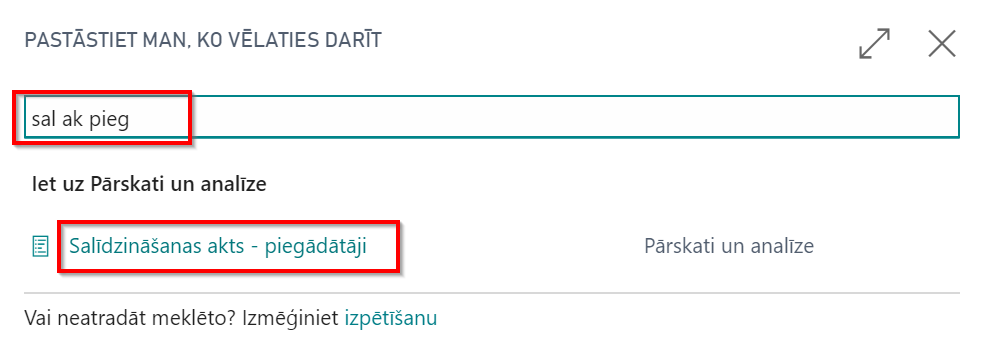 PASTĀSTIET MAN, KO VĒLATIES DARĪT
sal ak pieg
Iet uz Pārskati un analīze
Salīdzināšanas akts - piegādātāji Pārskati un analīze
Vai neatradāt meklēto? Izmēģiniet izpētīšanu